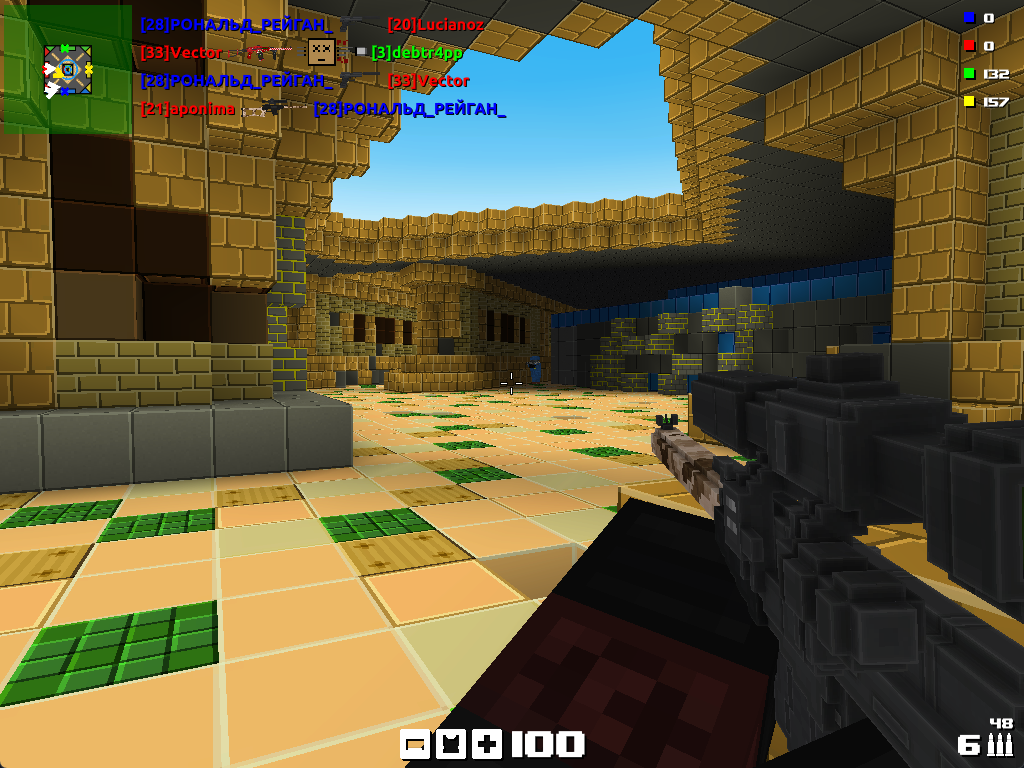 [28]РОНАЛЬД_РЕЙГАН_ [20]Lucianoz
[33]Vector [3]debtr4pp
[28]РОНАЛЬД_РЕЙГАН_ [33]Vector
[21]aponima [28]РОНАЛЬД_РЕЙГАН_
0
0
132
157
48
6
100